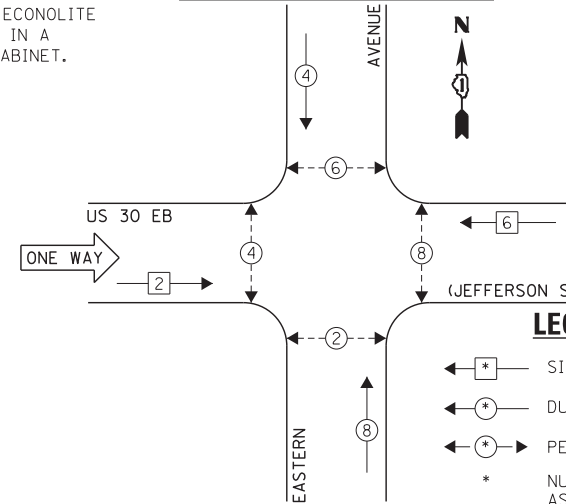 ECONOLITE
IN A
ABINET.
AVENUE
N
4
6
US 30 EB
6
ONE WAY
4
8
2
(JEFFERSON S
2
LEG
* SI
8
* DU
EASTERN
* PE
* NU
AS